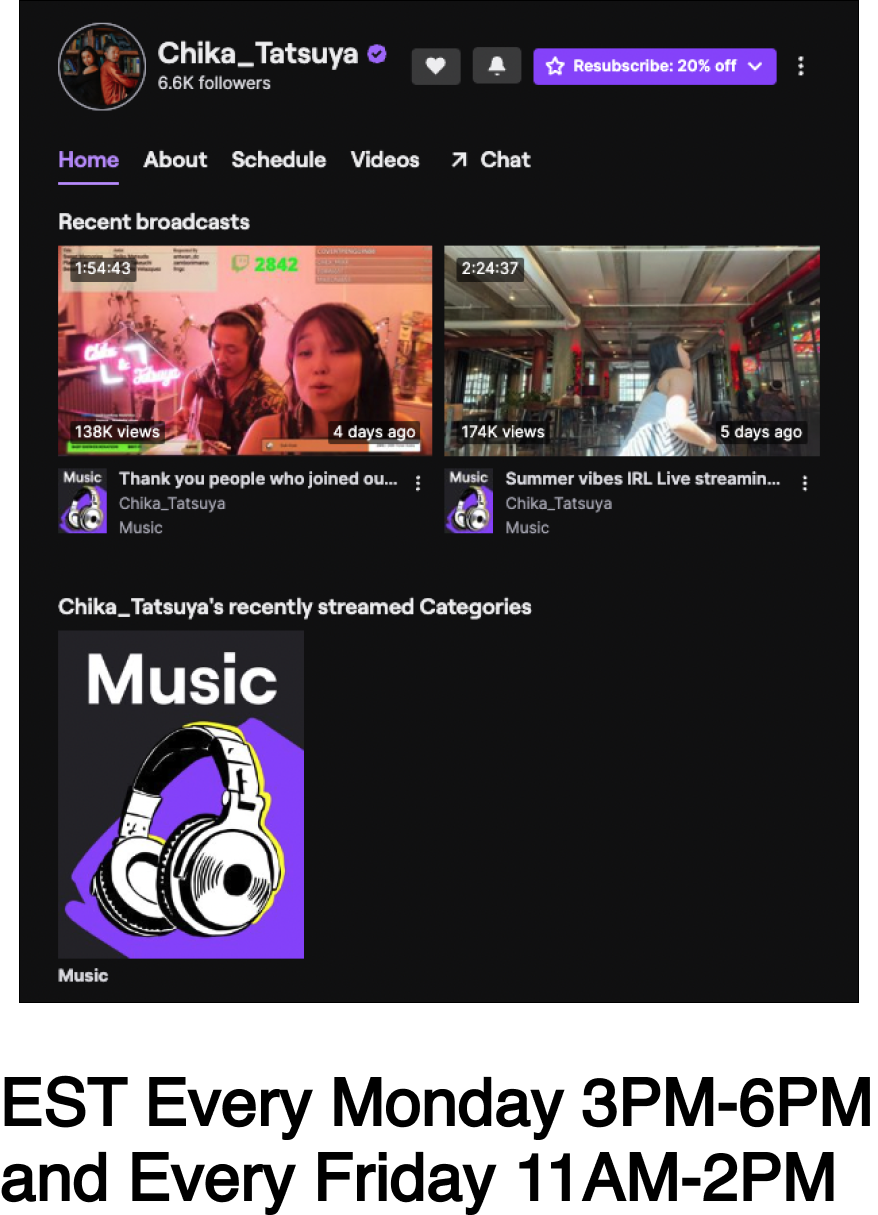 Chika_Tatsuya
6.6K followers
Resubscribe: 20% off
Home About Schedule Videos Chat
Recent broadcasts
1:54:43
2842
Chika
&
Tatsuya
138K views
4 days ago
2:24:37
174K views
5 days ago
Music
Thank you people who joined ou...
Chika_Tatsuya
Music
Music
Summer vibes IRL Live streamin...
Chika_Tatsuya
Music
Chika_Tatsuya's recently streamed Categories
Music
Music
EST Every Monday 3PM-6PM
and Every Friday 11AM-2PM